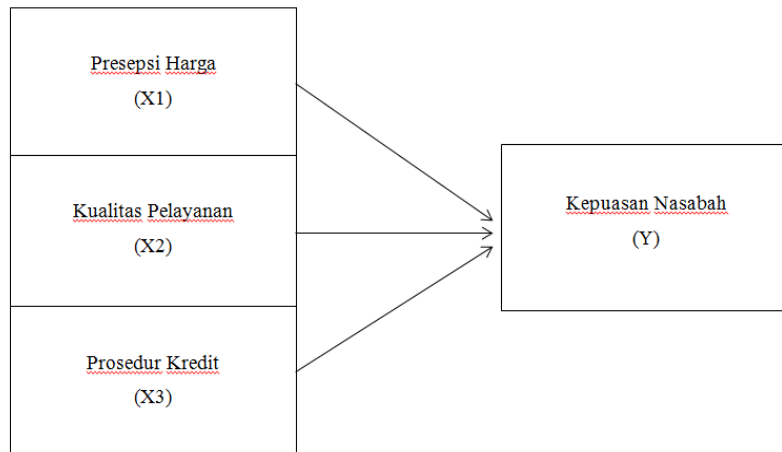 Presepsi Harga
(X1)
Kualitas Pelayanan
(X2)
Prosedur Kredit
(X3)
Kepuasan Nasabah
(Y)